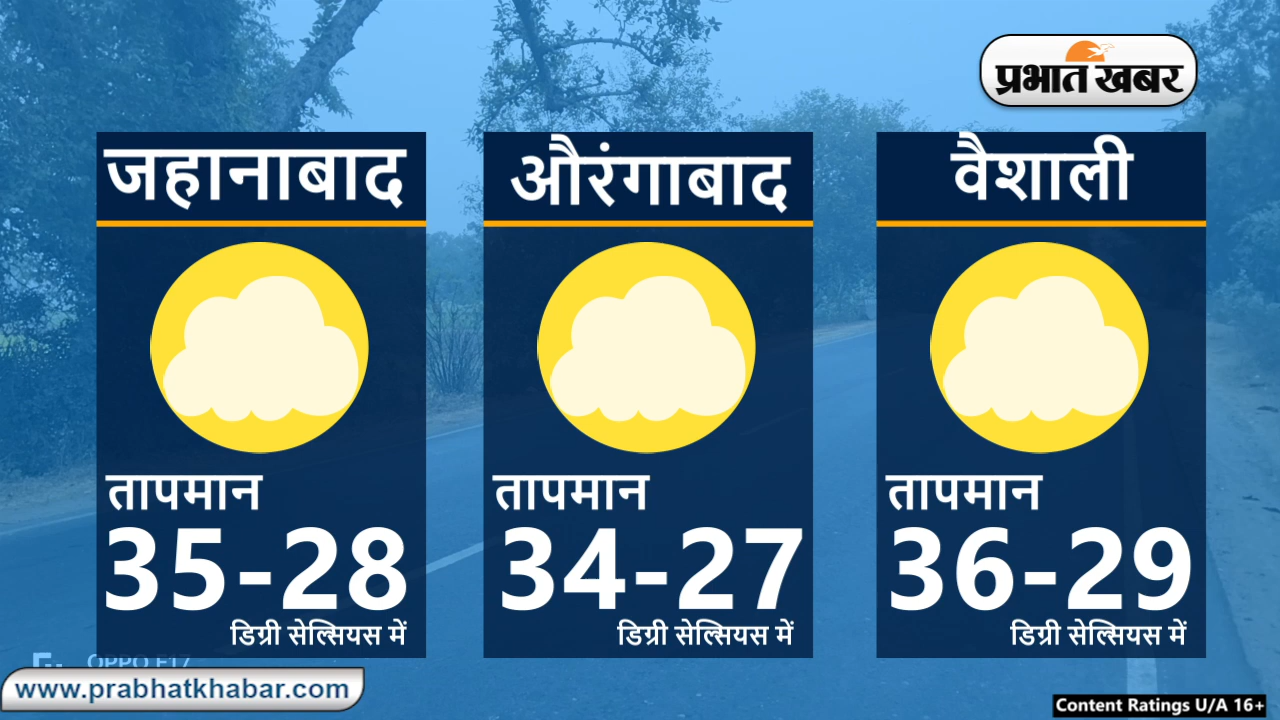 प्रभात खबर
जहानाबाद
तापमान
35-28
डिग्री सेल्सियस में
औरंगाबाद
तापमान
34-27
डिग्री सेल्सियस में
वैशाली
तापमान
36-29
डिग्री सेल्सियस में
OPPO F17
www.prabhatkhabar.com
Content Ratings U/A 16+